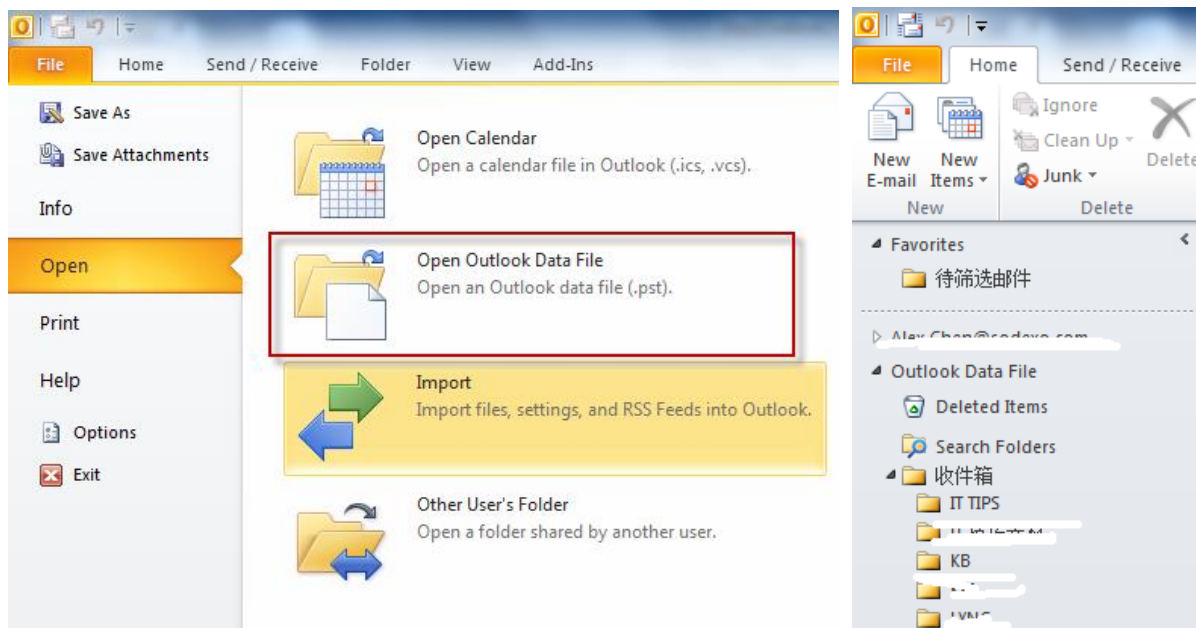 File Home Send / Receive Folder View Add-Ins
Save As
Save Attachments
Info
Open
Print
Help
Options
Exit
Open Calendar
Open a calendar file in Outlook (.ics, .vcs).
Open Outlook Data File
Open an Outlook data file (.pst).
Import
Import files, settings, and RSS Feeds into Outlook.
Other User's Folder
Open a folder shared by another user.
File Home Send / Receive
New E-mail
New Items
Ignore
Clean Up
Junk
Delete
New Delete
Favorites
待筛选邮件
Outlook Data File
Deleted Items
Search Folders
收件箱
IT TIPS
KB